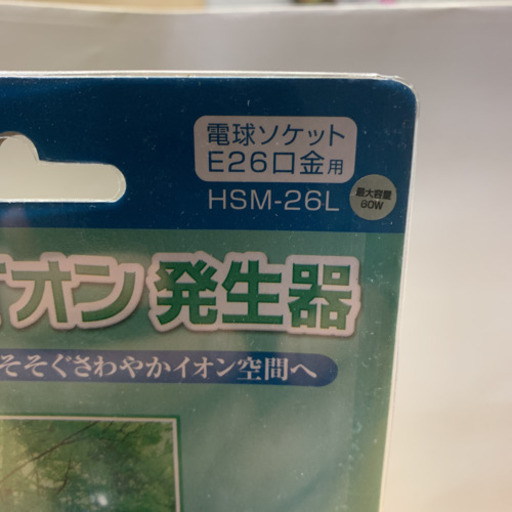 電球ソケット
E26口金用
HSM-26L
最大容量
60W
イオン発生器
そそぐさわやかイオン空間へ